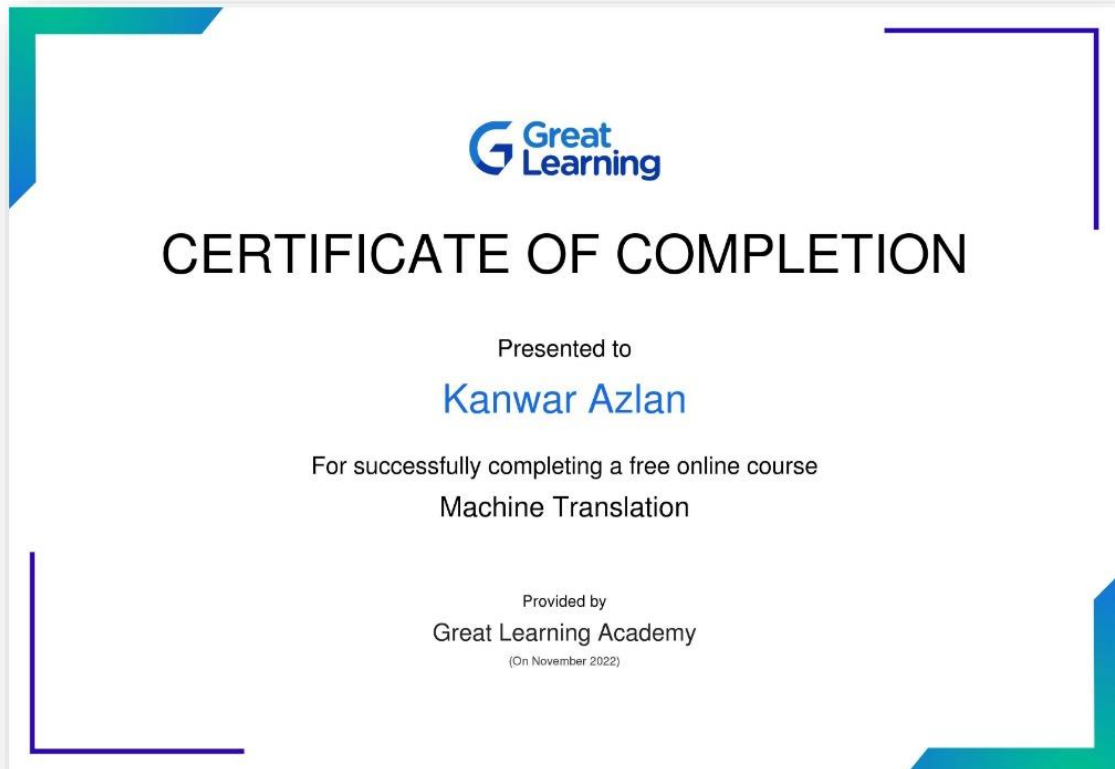 Great
Learning
CERTIFICATE OF COMPLETION
Presented to
Kanwar Azlan
For successfully completing a free online course
Machine Translation
Provided by
Great Learning Academy
(On November 2022)